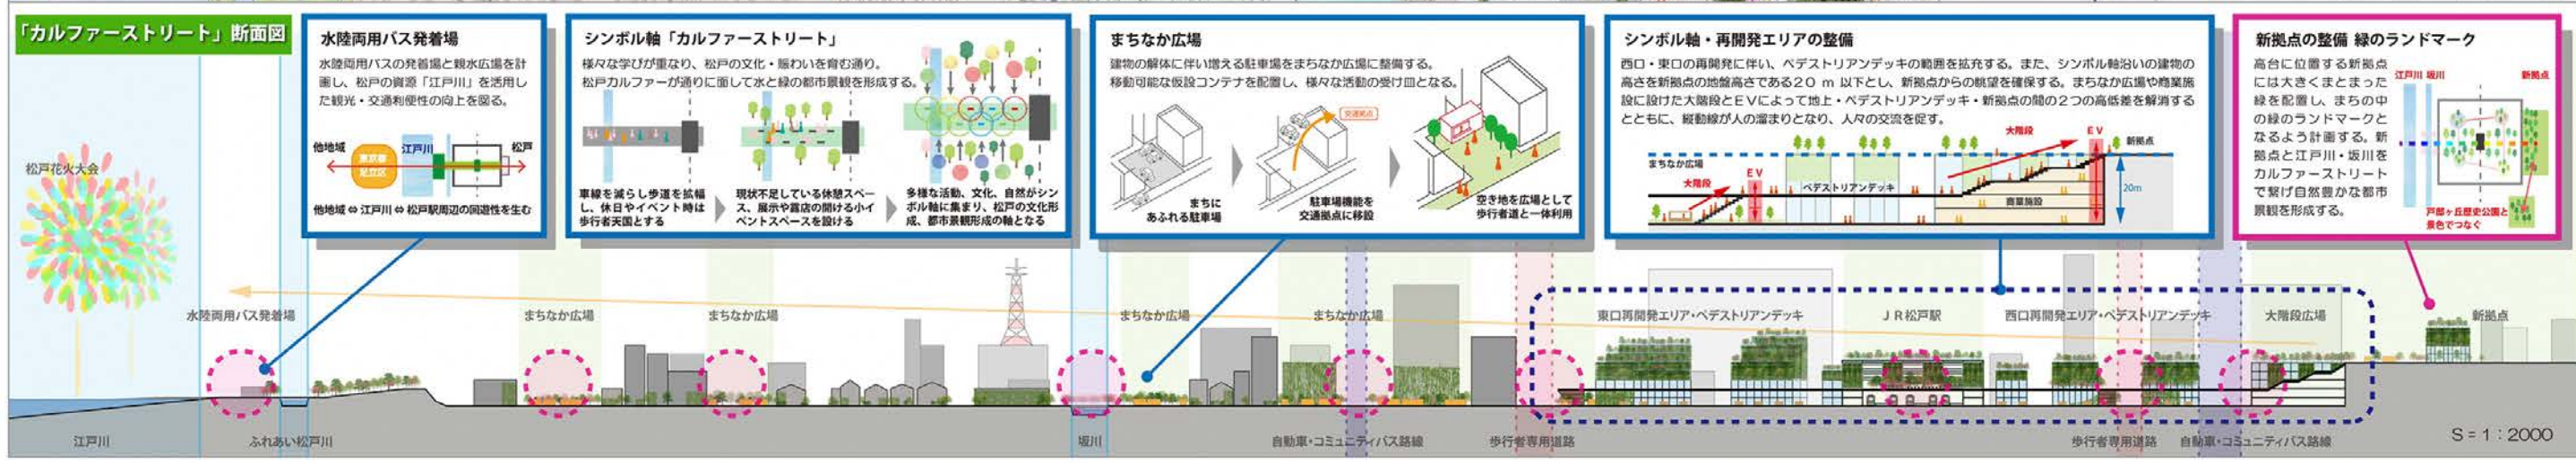 「カルファーストリート」断面図
水陸両用バス発着場
水陸両用バスの発着場と親水広場を計
画し、松戸の資源「江戸川」を活用し
た観光・交通利便性の向上を図る。
他地域
東京都
足立区
江戸川
松戸
他地域⇔江戸川⇔松戸駅周辺の回遊性を生む
シンボル軸「カルファーストリート」
様々な学びが重なり、松戸の文化・賑わいを育む通り。
松戸カルファーが通りに面して水と緑の都市景観を形成する。
車線を減らし歩道を拡幅
し、休日やイベント時は
歩行者天国とする
現状不足している休憩スペー
ス、展示や露店の開ける小イ
ベントスペースを設ける
多様な活動、文化、自然がシン
ボル軸に集まり、松戸の文化形
成、都市景観形成の軸となる
まちなか広場
建物の解体に伴い増える駐車場をまちなか広場に整備する。
移動可能な仮設コンテナを配置し、様々な活動の受け皿となる。
まちに
あふれる駐車場
交通拠点
駐車場機能を
交通拠点に移設
空き地を広場として
歩行者道と一体利用
シンボル軸・再開発エリアの整備
西口・東口の再開発に伴い、ペデストリアンデッキの範囲を拡充する。また、シンボル軸沿いの建物の
高さを新拠点の地盤高さである20 m 以下とし、新拠点からの眺望を確保する。まちなか広場や商業施
設に設けた大階段とEVによって地上・ペデストリアンデッキ・新拠点の間の2つの高低差を解消する
とともに、縦動線が人の溜まりとなり、人々の交流を促す。
まちなか広場
大階段
EV
ペデストリアンデッキ
大階段
EV
新拠点
商業施設
20m
新拠点の整備 緑のランドマーク
高台に位置する新拠点
には大きくまとまった
緑を配置し、まちの中
の緑のランドマークと
なるよう計画する。新
拠点と江戸川・坂川を
カルファーストリート
で繋げ自然豊かな都市
景観を形成する。
江戸川 坂川
新拠点
戸部ヶ丘歴史公園と
景色でつなぐ
松戸花火大会
水陸両用バス発着場
まちなか広場
まちなか広場
まちなか広場
まちなか広場
東口再開発エリア・ペデストリアンデッキ
JR松戸駅
西口再開発エリア・ペデストリアンデッキ
大階段広場
新拠点
江戸川
ふれあい松戸川
坂川
自動車・コミュニティバス路線
歩行者専用道路
歩行者専用道路
自動車・コミュニティバス路線
S = 1 : 2000